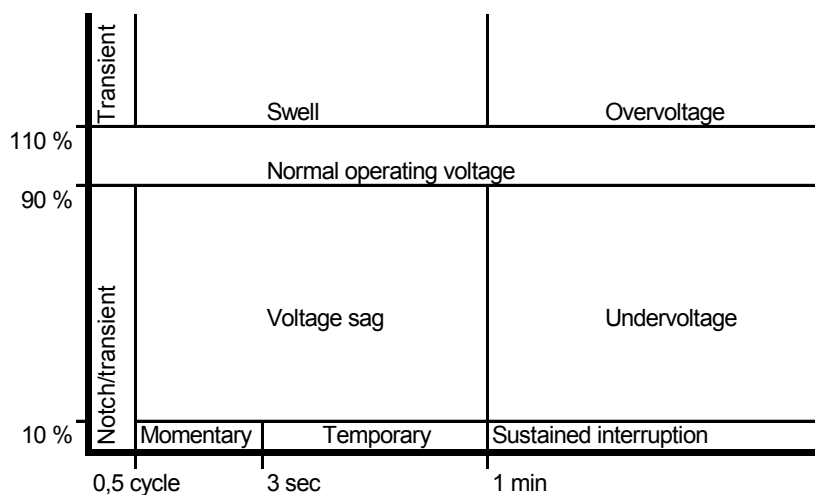 Transient
Swell
Overvoltage
110 %
Normal operating voltage
90 %
Notch/transient
Voltage sag
Undervoltage
10 %
Momentary
Temporary
Sustained interruption
0,5 cycle
3 sec
1 min